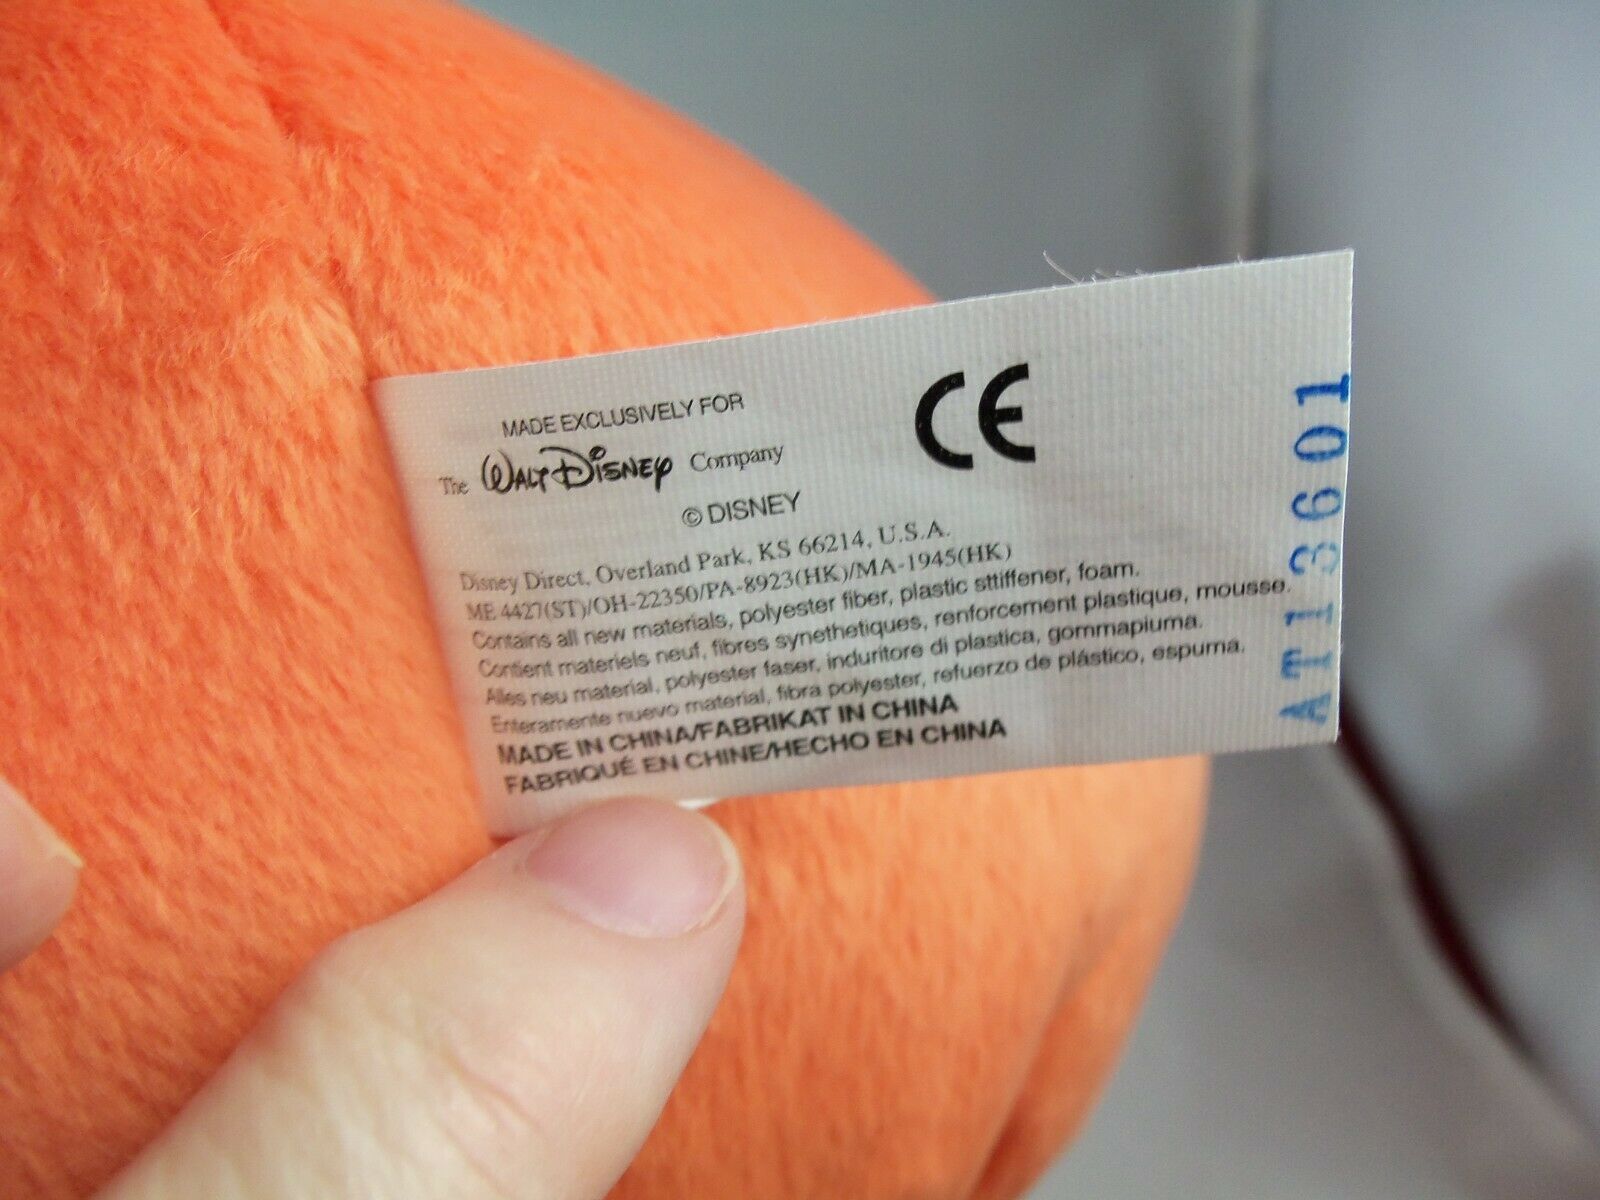 MADE EXCLUSIVELY FOR
The WALT DISNEY Company
© DISNEY
Disney Direct, Overland Park, KS 66214, U.S.A.
ME 4427(ST)/OH-22350/PA-8923(HK)/MA-1945(HK)
Contains all new materials, polyester fiber, plastic sttiffener, foam.
Contient materiels neuf, fibres synethetiques, renforcement plastique, mousse.
Alles neu material, polyester faser, induritore di plastica, gommapiuma.
Enteramente nuevo material, fibra polyester, refuerzo de plástico, espuma.
MADE IN CHINA/FABRIKAT IN CHINA
FABRIQUÉ EN CHINE/HECHO EN CHINA
CE
AT13601